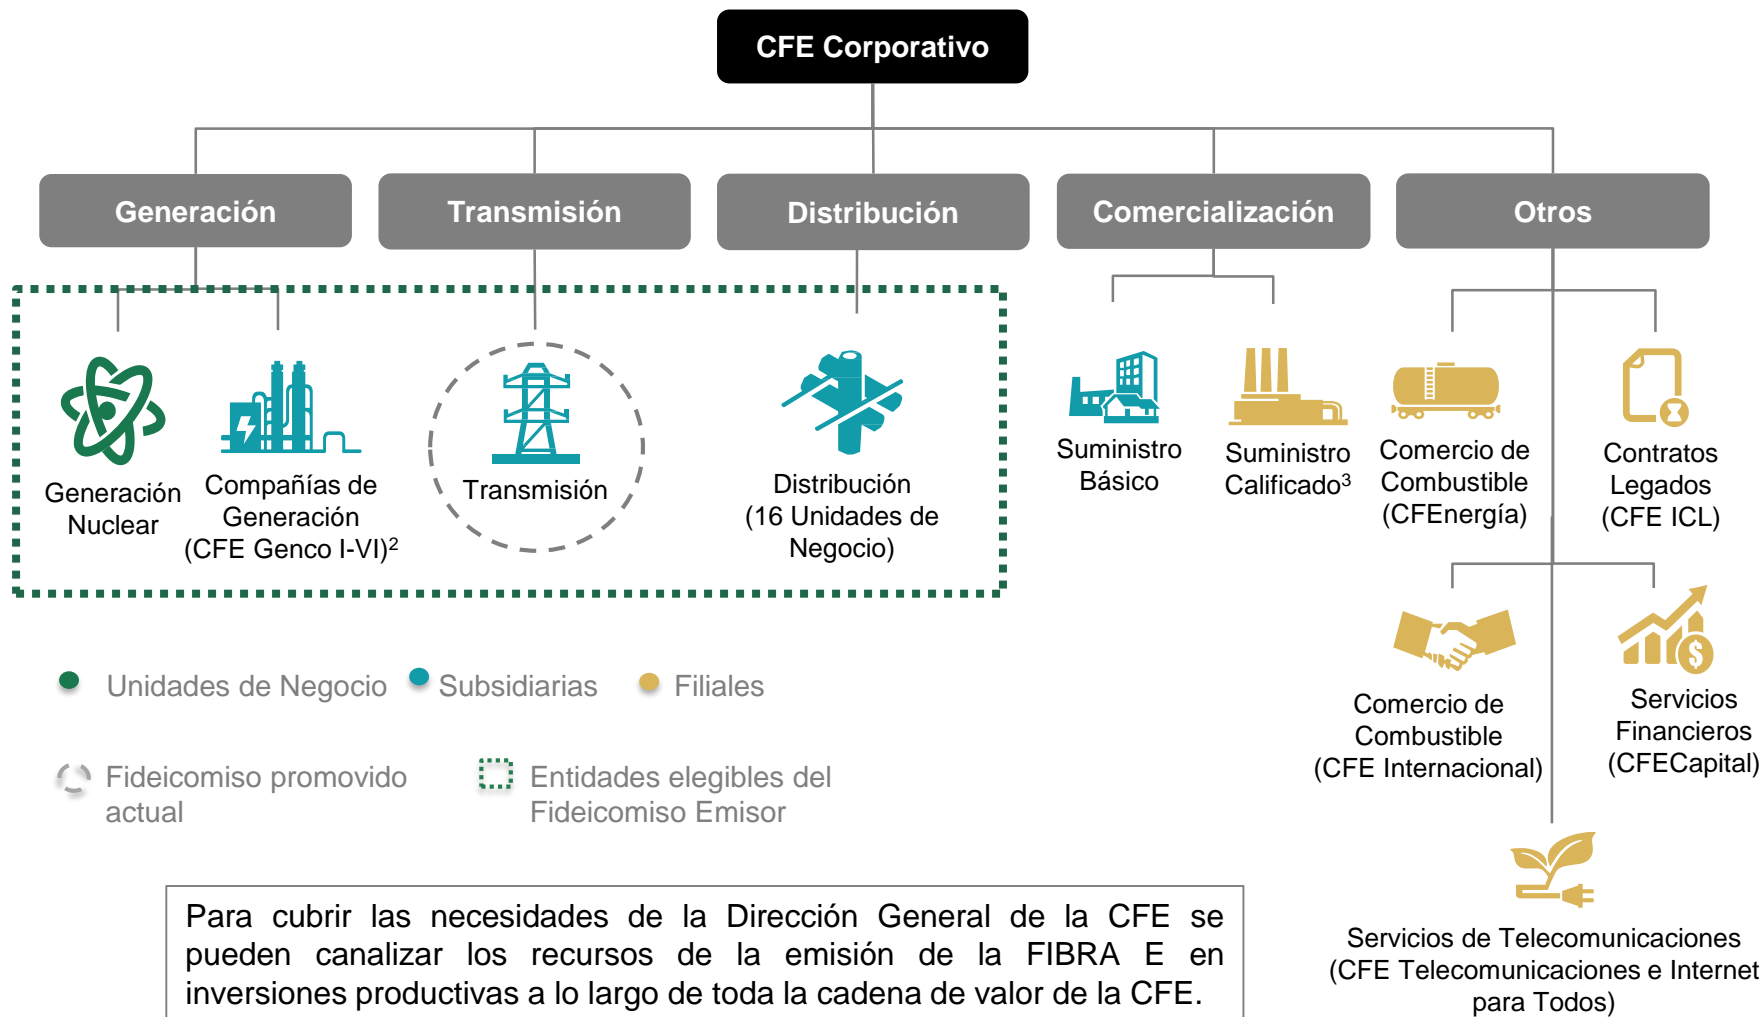 CFE Corporativo
Generación
Transmisión
Distribución
Comercialización
Otros
Generación
Nuclear
Compañías de
Generación
(CFE Genco I-VI)²
Transmisión
Distribución
(16 Unidades de
Negocio)
Suministro
Básico
Suministro
Calificado³
Comercio de
Combustible
(CFEnergía)
Contratos
Legados
(CFE ICL)
Comercio de
Combustible
(CFE Internacional)
$
Servicios
Financieros
(CFECapital)
Servicios de Telecomunicaciones
(CFE Telecomunicaciones e Internet
para Todos)
Unidades de Negocio
Subsidiarias
Filiales
Fideicomiso promovido
actual
Entidades elegibles del
Fideicomiso Emisor
Para cubrir las necesidades de la Dirección General de la CFE se
pueden canalizar los recursos de la emisión de la FIBRA E en
inversiones productivas a lo largo de toda la cadena de valor de la CFE.